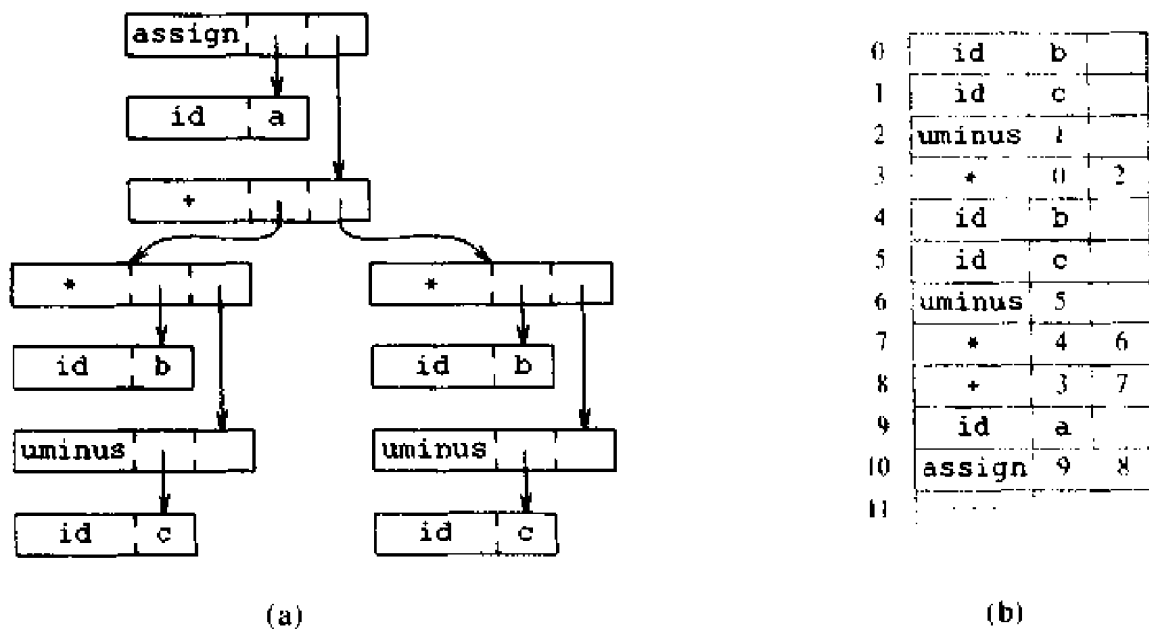 assign
id a
+
* *
id b id b
uminus uminus
id c id c
(a)
0 id b
1 id c
2 uminus 1
3 * 0 2
4 id b
5 id c
6 uminus 5
7 * 4 6
8 + 3 7
9 id a
10 assign 9 8
11 .....
(b)